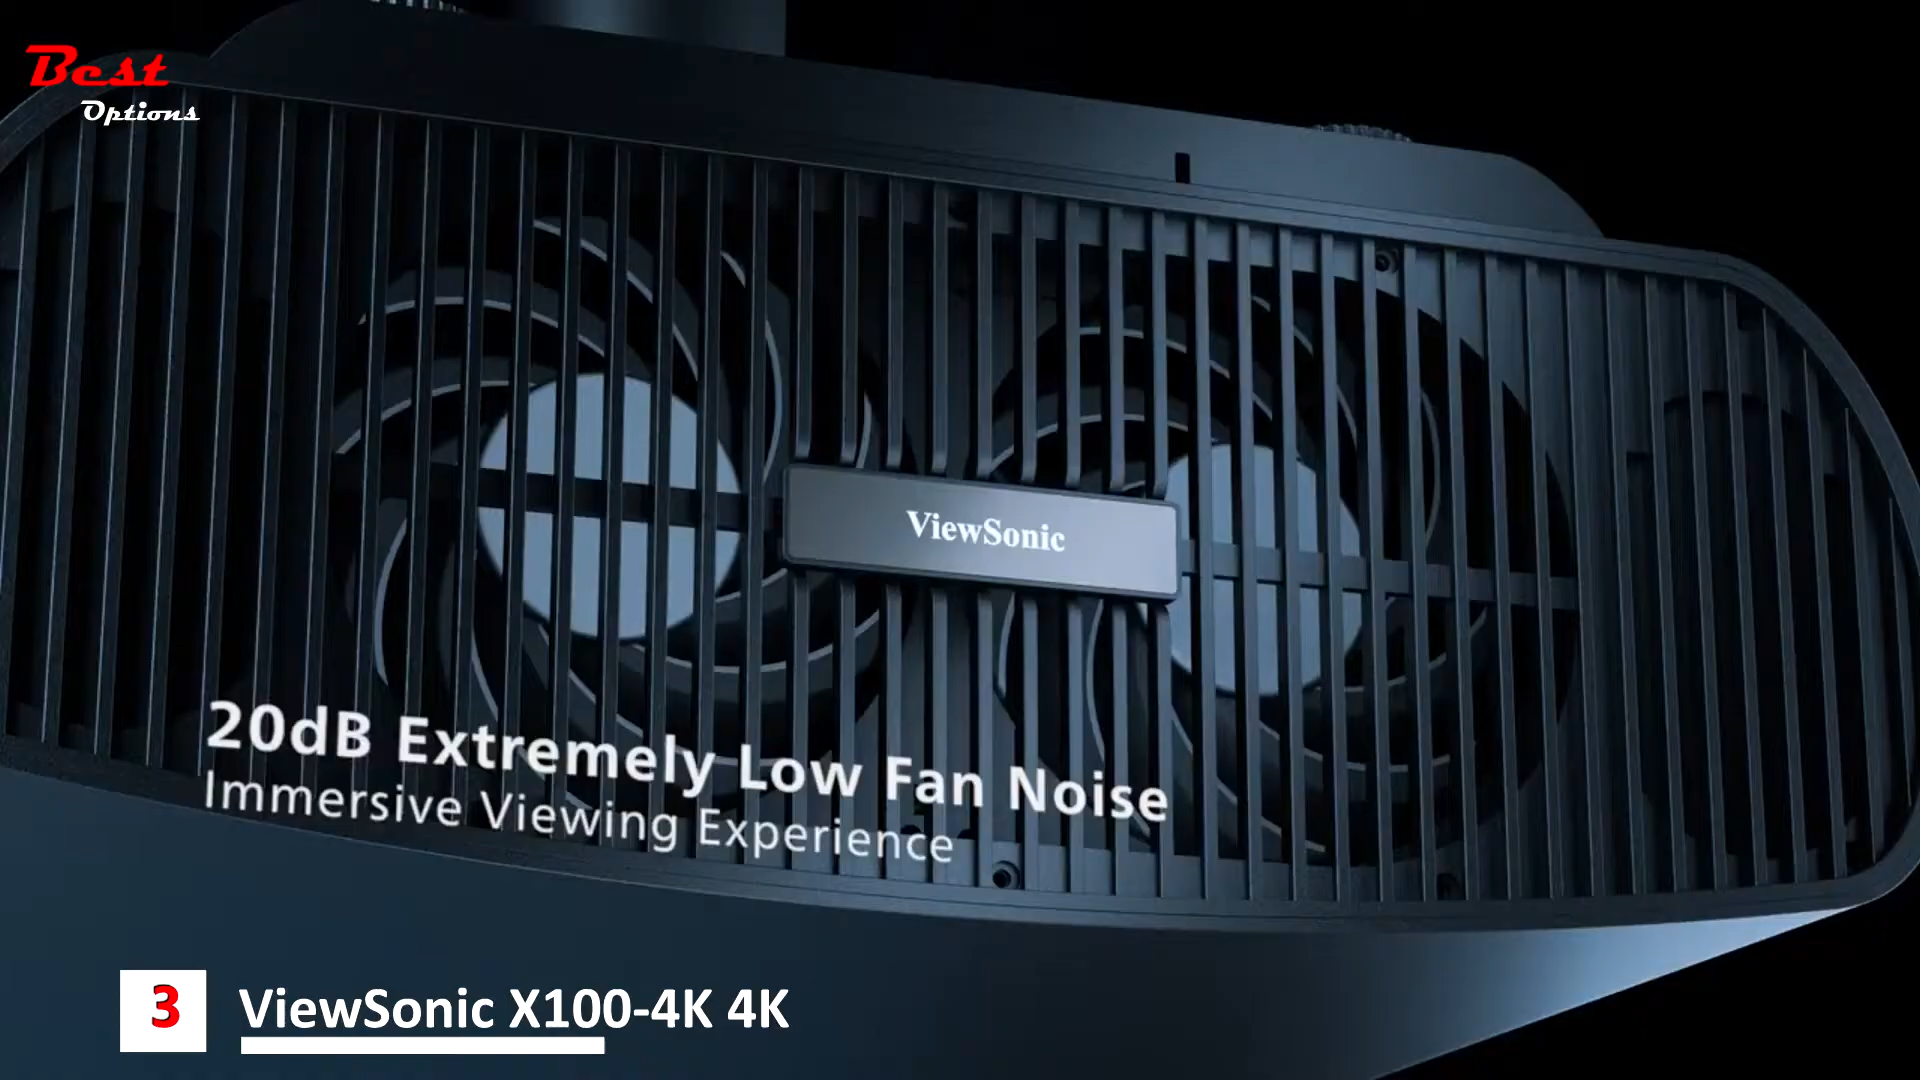 Best
Options
ViewSonic
20dB Extremely Low Fan Noise
Immersive Viewing Experience
3
ViewSonic X100-4K 4K